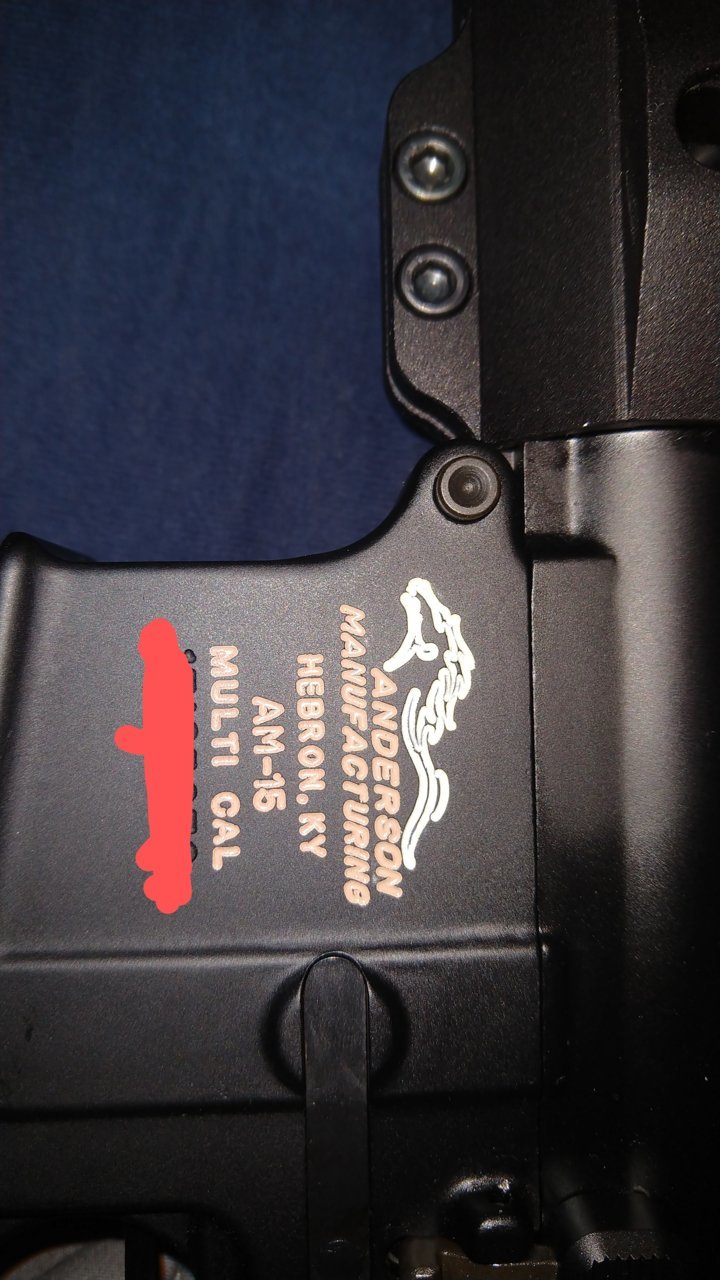 ANDERSON
MANUFACTURING
HEBRON, KY
AM-15
MULTI CAL